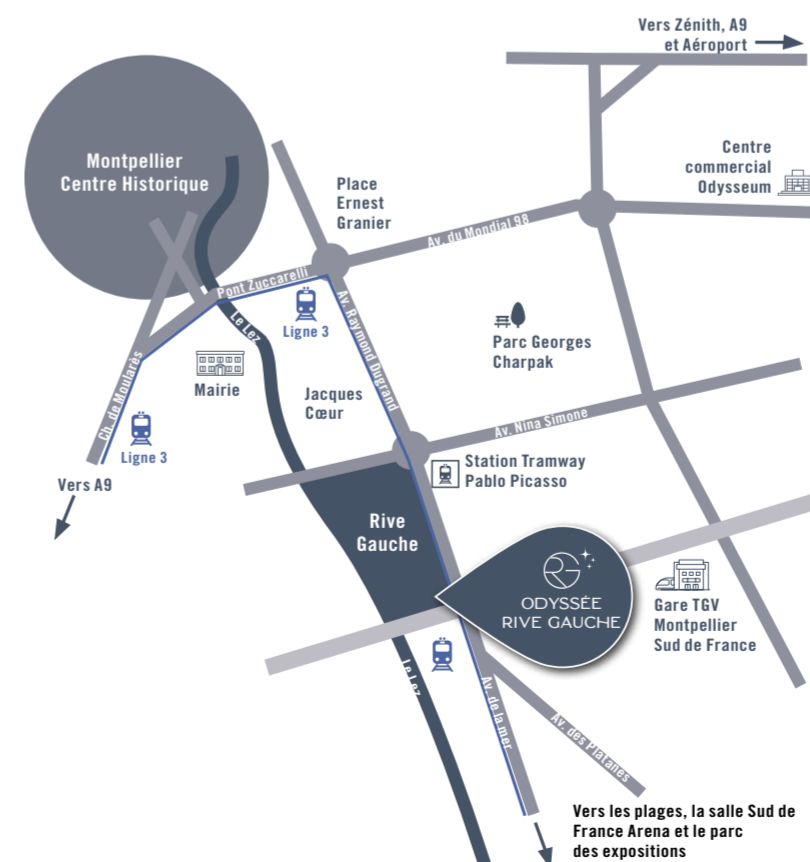 Vers Zénith, A9
et Aéroport
Montpellier
Centre Historique
Centre
commercial
Odysseum
Place
Ernest
Granier
Av. du Mondial 98
Pont Zuccarelli
Ligne 3
Le Lez
Av. Raymond Dugrand
Parc Georges
Charpak
Mairie
Jacques
Cœur
Ch. de Moularès
Ligne 3
Av. Nina Simone
Vers A9
Station Tramway
Pablo Picasso
Rive
Gauche
RG
ODYSSÉE
RIVE GAUCHE
Gare TGV
Montpellier
Sud de France
Le Lez
Av. de la mer
Av. des Platanes
Vers les plages, la salle Sud de
France Arena et le parc
des expositions